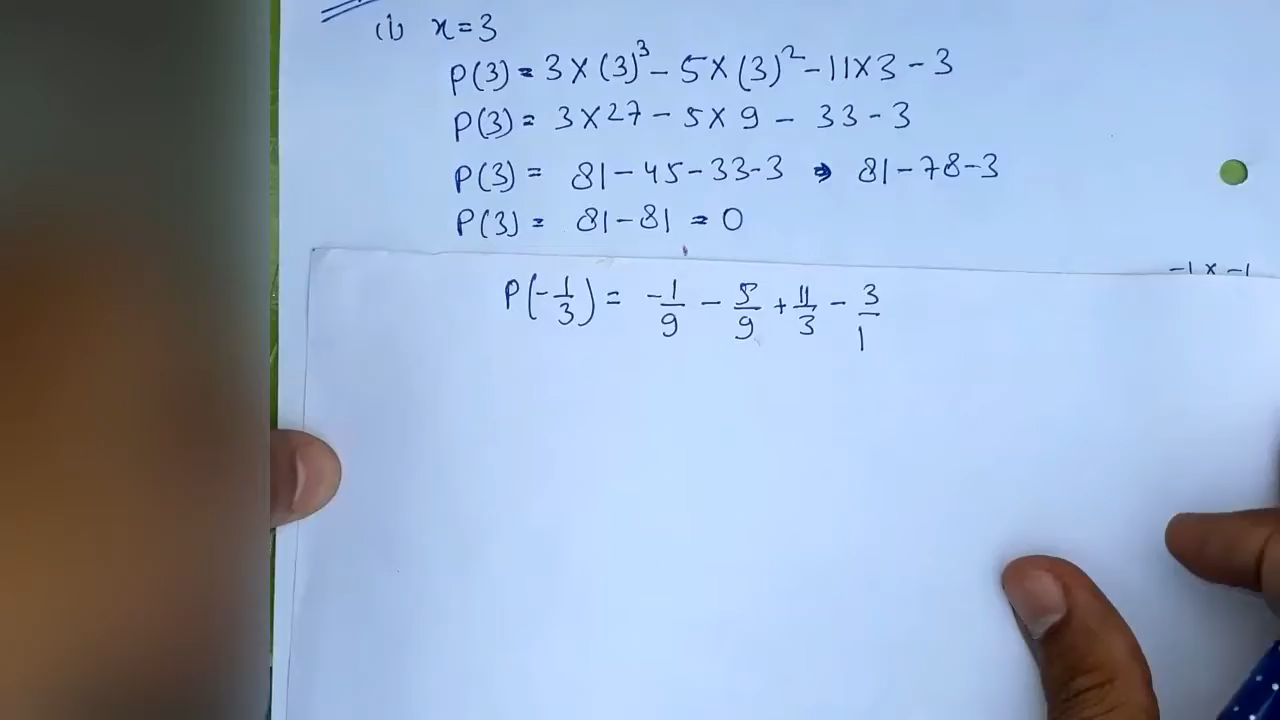 (i) x=3
P(3) = 3×(3)³ - 5×(3)² - 11×3 - 3
P(3) = 3×27 - 5×9 - 33 - 3
P(3) = 81-45-33-3 ⇒ 81-78-3
P(3) = 81-81 = 0
-1 × -1
P(-1/3) = -1/9 - 5/9 + 11/3 - 3/1